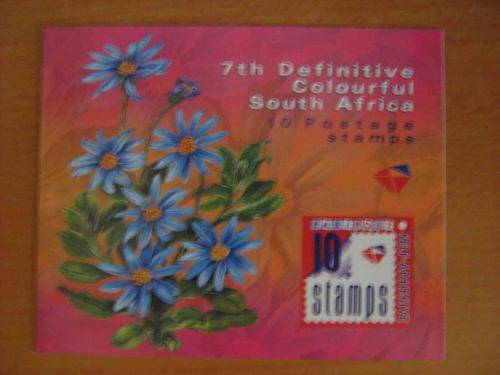 7th Definitive
Colourful
South Africa
10 Postage
stamps
10
stamps
SELF-ADHESIVE